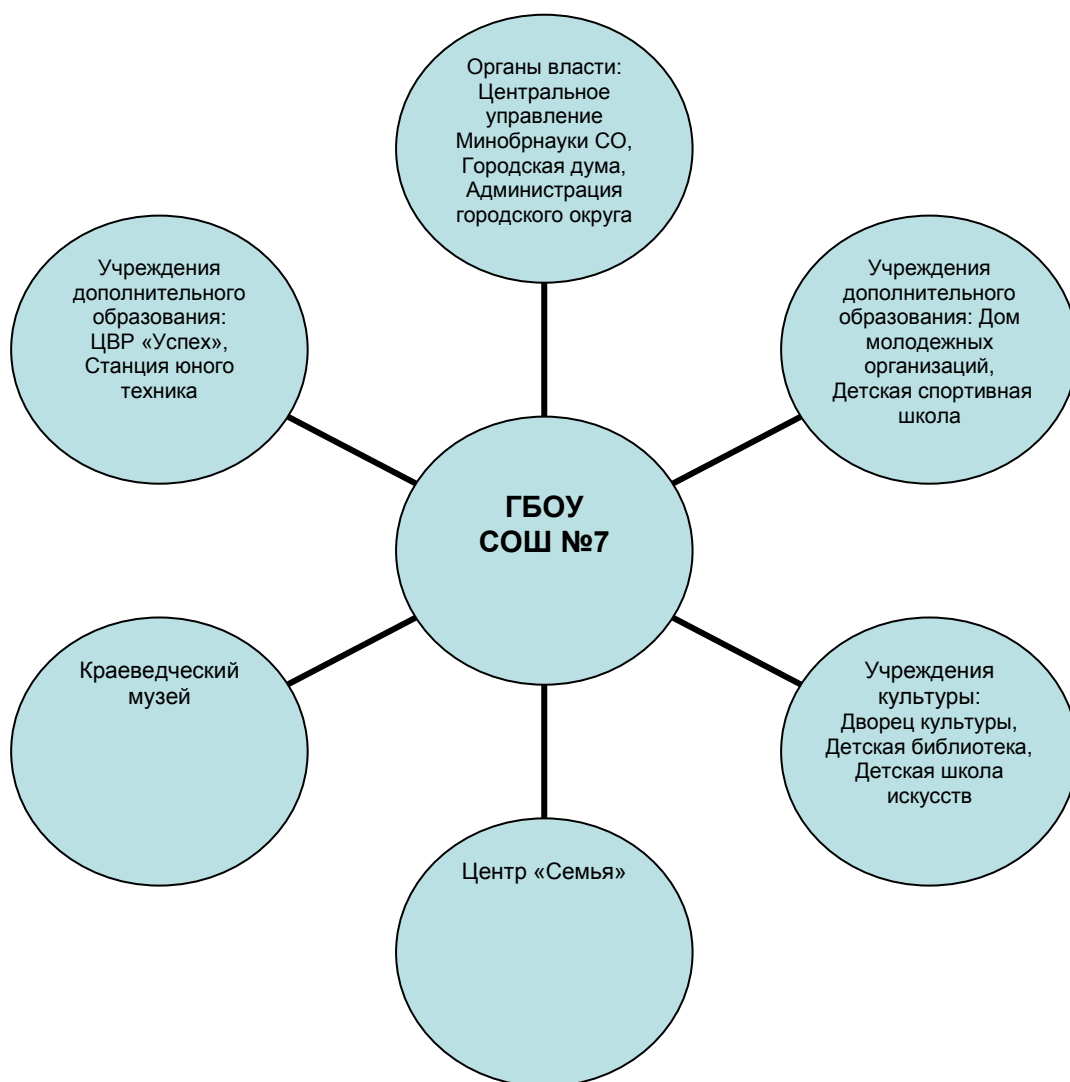 Органы власти:
Центральное
управление
Минобрнауки СО,
Городская дума,
Администрация
городского округа
Учреждения
дополнительного
образования:
ЦВР «Успех»,
Станция юного
техника
Учреждения
дополнительного
образования: Дом
молодежных
организаций,
Детская спортивная
школа
ГБОУ
СОШ №7
Краеведческий
музей
Учреждения
культуры:
Дворец культуры,
Детская библиотека,
Детская школа
искусств
Центр «Семья»